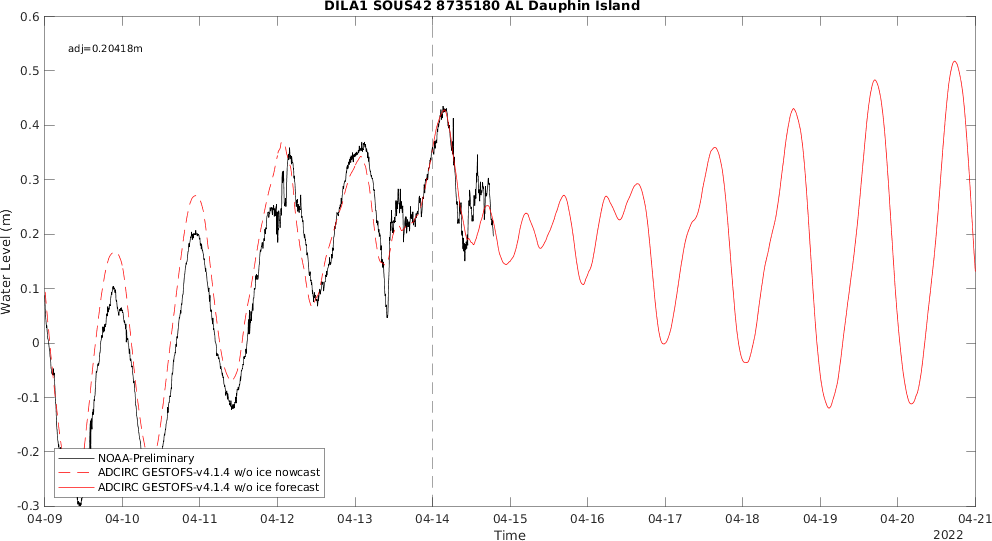 DILA1 SOUS42 8735180 AL Dauphin Island
adj=0.20418m
Water Level (m)
0.6
0.5
0.4
0.3
0.2
0.1
0
-0.1
-0.2
-0.3
NOAA-Preliminary
ADCIRC GESTOFS-v4.1.4 w/o ice nowcast
ADCIRC GESTOFS-v4.1.4 w/o ice forecast
04-09 04-10 04-11 04-12 04-13 04-14 04-15 04-16 04-17 04-18 04-19 04-20 04-21
Time
2022